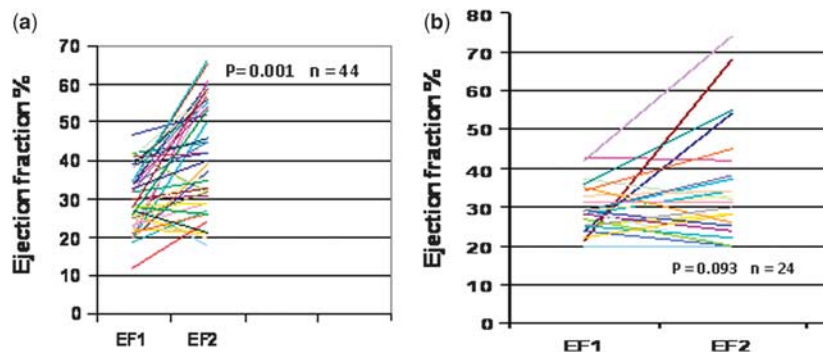 (a)
Ejection fraction %
70
60
50
40
30
20
10
0
P=0.001 n=44
EF1 EF2
(b)
Ejection fraction %
80
70
60
50
40
30
20
10
0
P=0.093 n=24
EF1 EF2